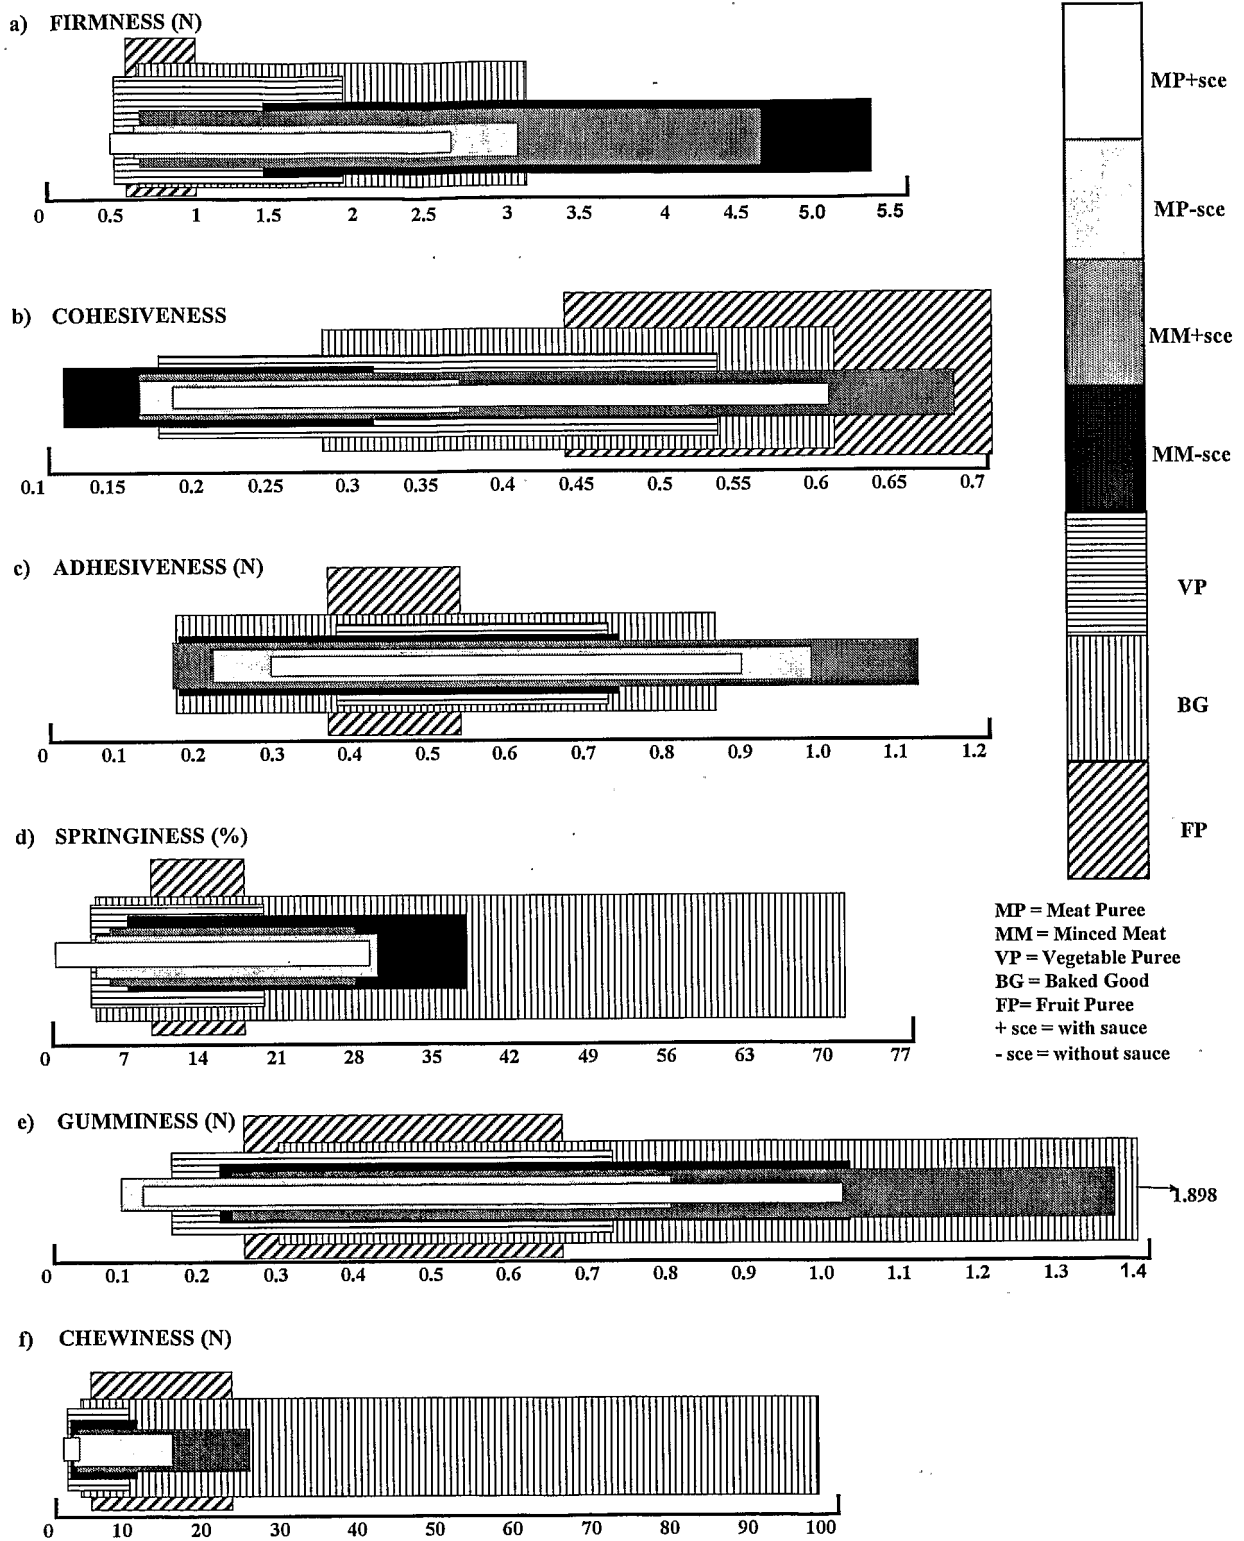 a) FIRMNESS (N)
0 0.5 1 1.5 2 2.5 3 3.5 4 4.5 5.0 5.5
b) COHESIVENESS
0.1 0.15 0.2 0.25 0.3 0.35 0.4 0.45 0.5 0.55 0.6 0.65 0.7
c) ADHESIVENESS (N)
0 0.1 0.2 0.3 0.4 0.5 0.6 0.7 0.8 0.9 1.0 1.1 1.2
d) SPRINGINESS (%)
0 7 14 21 28 35 42 49 56 63 70 77
e) GUMMINESS (N)
1.898
0 0.1 0.2 0.3 0.4 0.5 0.6 0.7 0.8 0.9 1.0 1.1 1.2 1.3 1.4
f) CHEWINESS (N)
0 10 20 30 40 50 60 70 80 90 100
MP+sce
MP-sce
MM+sce
MM-sce
VP
BG
FP
MP = Meat Puree
MM = Minced Meat
VP = Vegetable Puree
BG = Baked Good
FP= Fruit Puree
+ sce = with sauce
- sce = without sauce